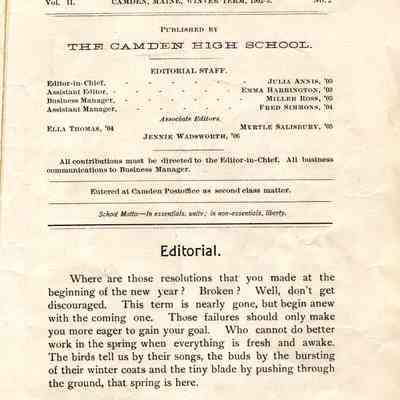 Vol. II. CAMDEN, MAINE, WINTER TERM, 1902-3. No. 2
PUBLISHED BY
THE CAMDEN HIGH SCHOOL.
EDITORIAL STAFF.
Editor-in-Chief, - - - - - - JULIA ANNIS, '03
Assistant Editor, - - - - - - EMMA HARRINGTON, '03
Business Manager, - - - - - - MILLER ROSS, '03
Assistant Manager, - - - - - FRED SIMMONS, '04
Associate Editors.
ELLA THOMAS, '04 MYRTLE SALISBURY, '05
JENNIE WADSWORTH, '06
All contributions must be directed to the Editor-in-Chief. All business
communications to Business Manager.
Entered at Camden Postoffice as second class matter.
School Motto—In essentials, unity; in non-essentials, liberty.
Editorial.
Where are those resolutions that you made at the
beginning of the new year? Broken? Well, don't get
discouraged. This term is nearly gone, but begin anew
with the coming one. Those failures should only make
you more eager to gain your goal. Who cannot do better
work in the spring when everything is fresh and awake.
The birds tell us by their songs, the buds by the bursting
of their winter coats and the tiny blade by pushing through
the ground, that spring is here.